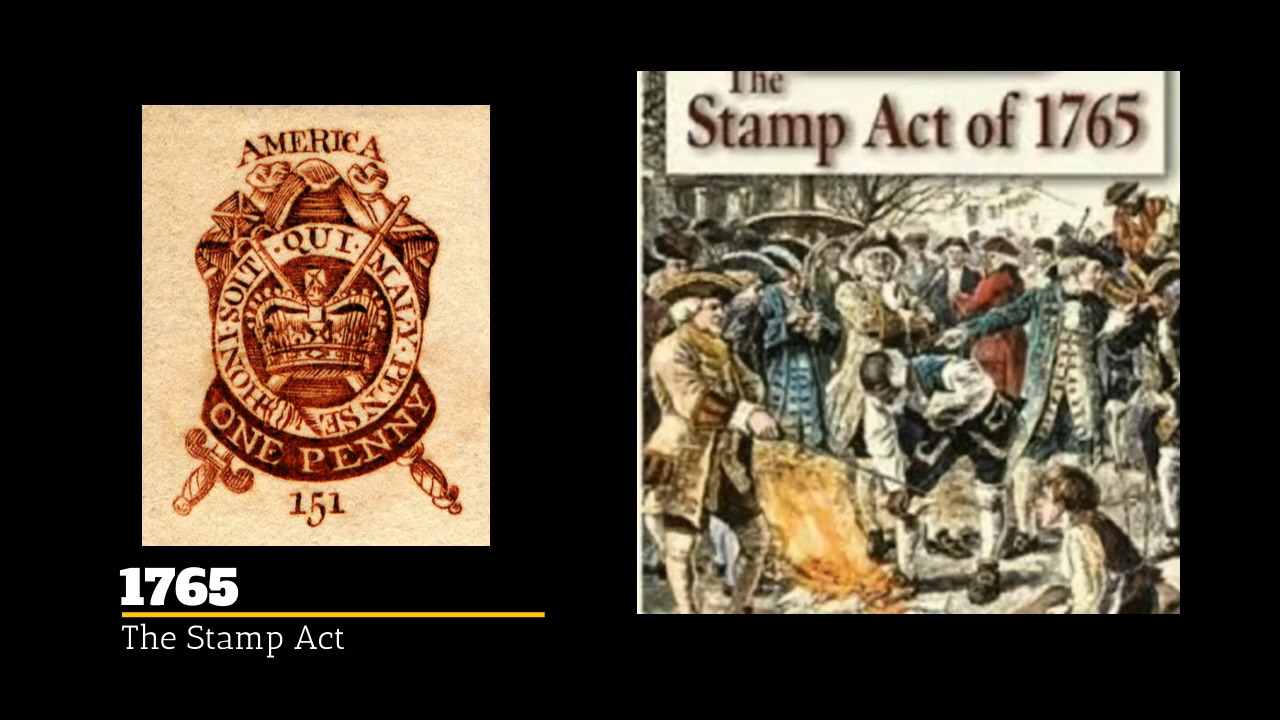 AMERICA
HONI·SOIT·QUI·MAL·Y·PENSE
ONE PENNY
151
1765
The Stamp Act
The
Stamp Act of 1765